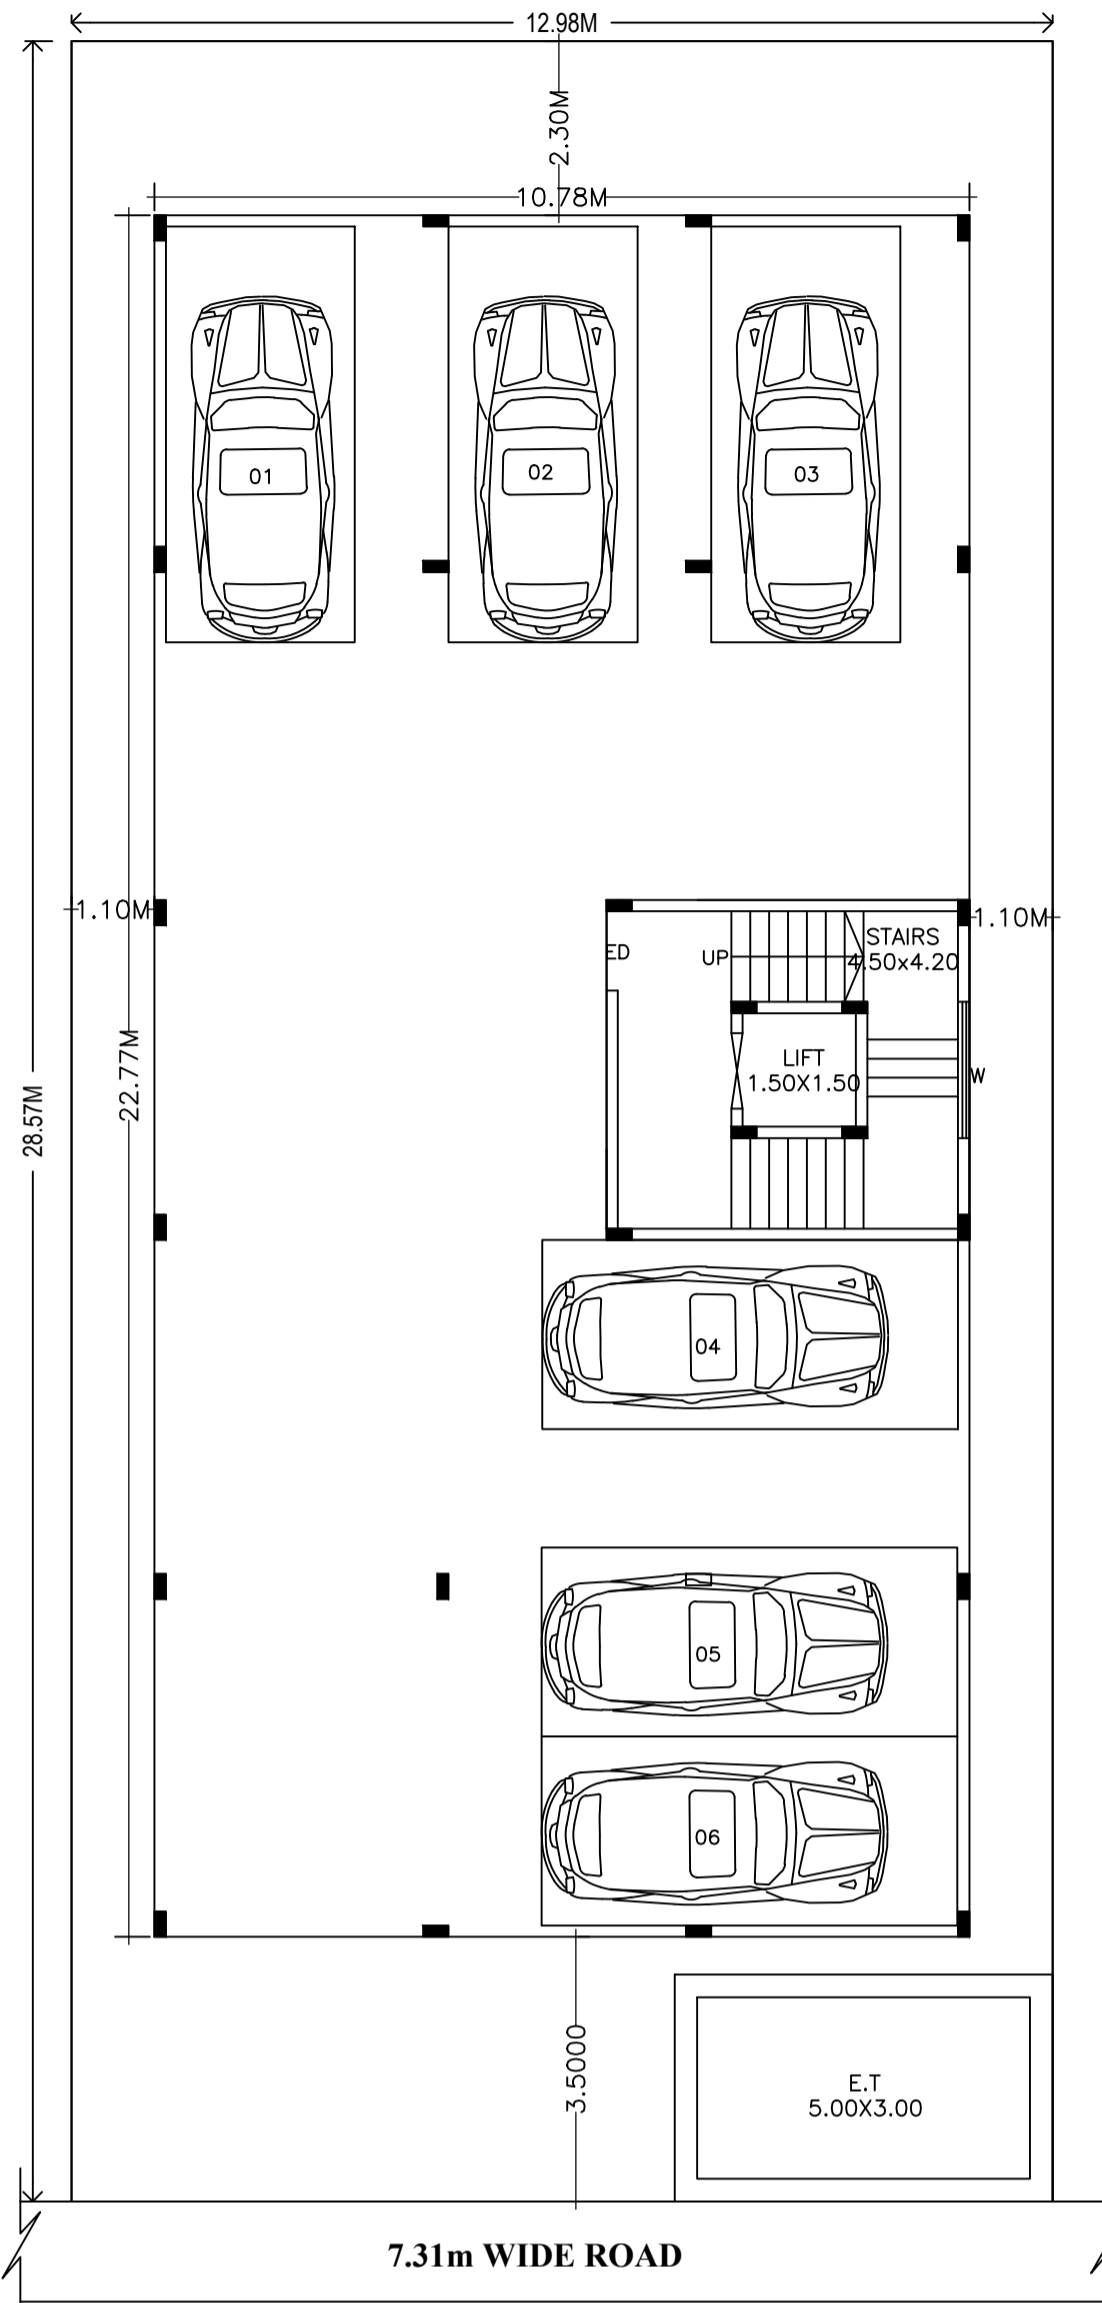 12.98M
2.30M
10.78M
01
02
03
1.10M
1.10M
ED
UP
STAIRS
4.50x4.20
LIFT
1.50X1.50
W
22.77M
28.57M
04
05
06
3.5000
E.T
5.00X3.00
7.31m WIDE ROAD